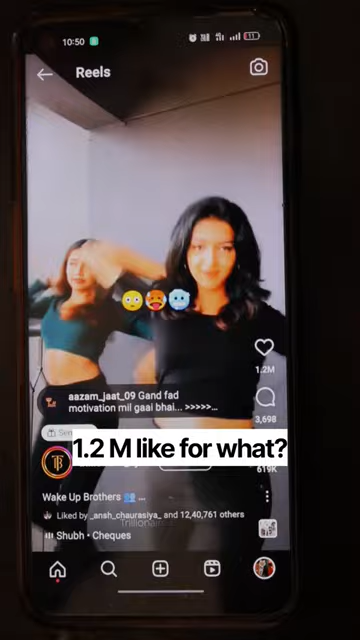 10:50
11
Reels
1.2M
aazam_jaat_09 Gand fad
motivation mil gaai bhai... >>>>>...
3,698
1.2 M like for what?
619K
Wake Up Brothers 👥 ...
Liked by _ansh_chaurasiya_ and 12,40,761 others
Shubh • Cheques